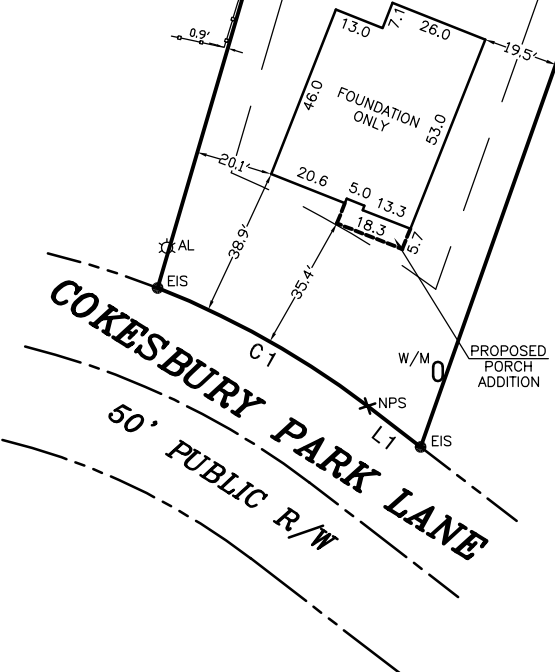 0.9'
13.0
7.1
26.0
19.5'
46.0
FOUNDATION
ONLY
53.0
20.1'
20.6
5.0
13.3
18.3
5.7
38.9'
35.4'
AL
EIS
C1
W/M
PROPOSED
PORCH
ADDITION
NPS
L1
EIS
COKESBURY PARK LANE
50' PUBLIC R/W